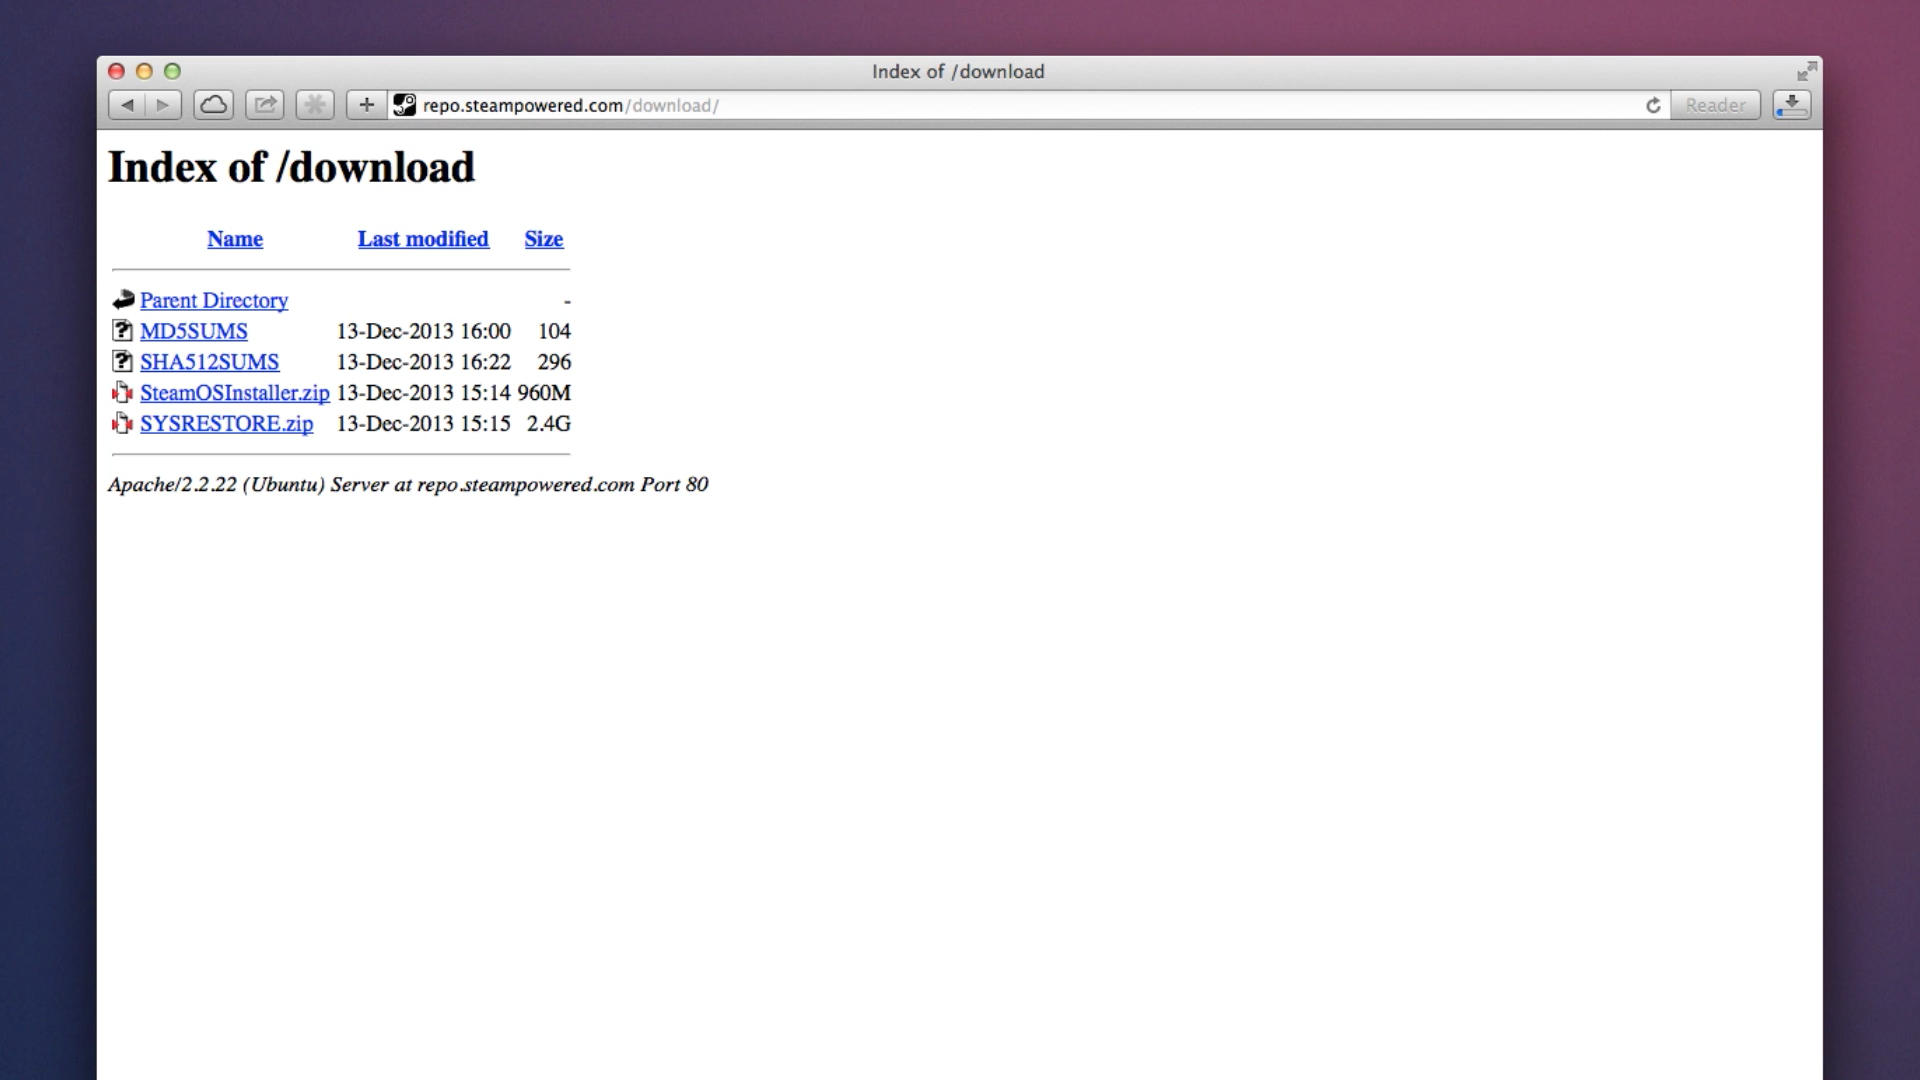 Index of /download
repo.steampowered.com/download/
Reader
Index of /download
Name Last modified Size
Parent Directory -
MD5SUMS 13-Dec-2013 16:00 104
SHA512SUMS 13-Dec-2013 16:22 296
SteamOSInstaller.zip 13-Dec-2013 15:14 960M
SYSRESTORE.zip 13-Dec-2013 15:15 2.4G
Apache/2.2.22 (Ubuntu) Server at repo.steampowered.com Port 80